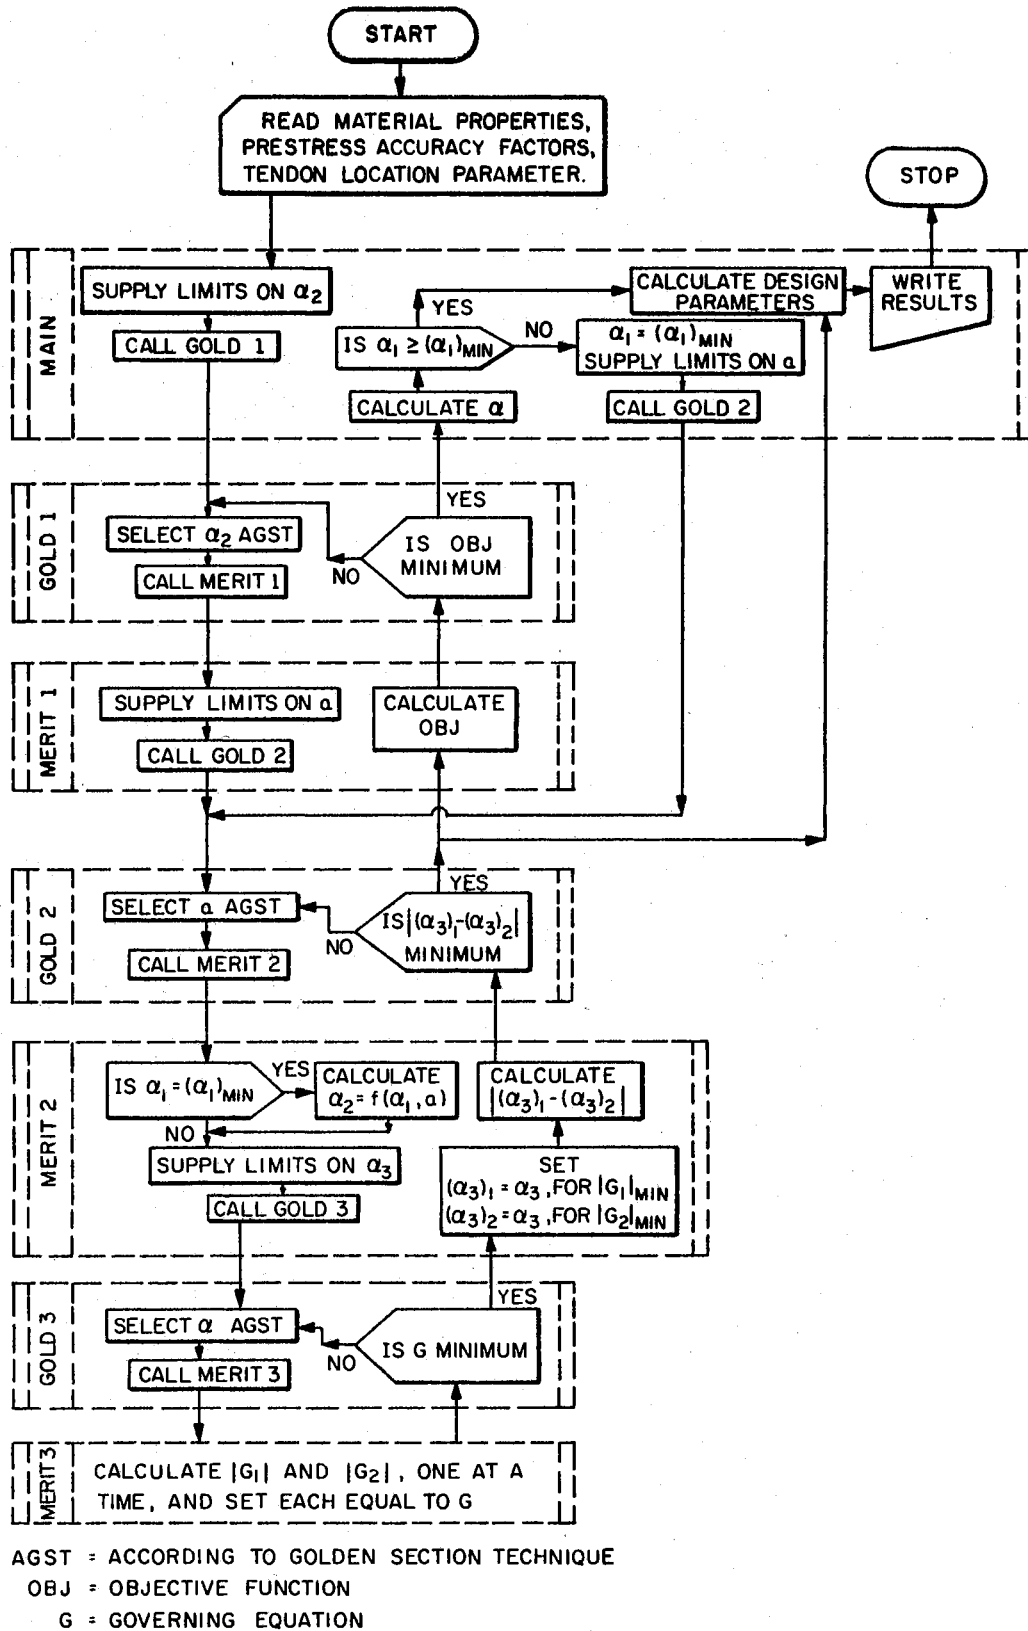 START
READ MATERIAL PROPERTIES,
PRESTRESS ACCURACY FACTORS,
TENDON LOCATION PARAMETER.
STOP
MAIN
SUPPLY LIMITS ON α₂
CALL GOLD 1
YES
IS α₁ ≥ (α₁)MIN
NO
CALCULATE α
CALCULATE DESIGN
PARAMETERS
WRITE
RESULTS
α₁ = (α₁)MIN
SUPPLY LIMITS ON a
CALL GOLD 2
GOLD 1
SELECT α₂ AGST
CALL MERIT 1
YES
IS OBJ
MINIMUM
NO
MERIT 1
SUPPLY LIMITS ON a
CALL GOLD 2
CALCULATE
OBJ
GOLD 2
SELECT a AGST
CALL MERIT 2
YES
IS |(α₃)₁-(α₃)₂|
MINIMUM
NO
MERIT 2
IS α₁ = (α₁)MIN
YES
CALCULATE
α₂ = f(α₁, a)
NO
SUPPLY LIMITS ON α₃
CALL GOLD 3
CALCULATE
|(α₃)₁-(α₃)₂|
SET
(α₃)₁ = α₃, FOR |G₁|MIN
(α₃)₂ = α₃, FOR |G₂|MIN
GOLD 3
SELECT α AGST
CALL MERIT 3
YES
IS G MINIMUM
NO
MERIT 3
CALCULATE |G₁| AND |G₂|, ONE AT A
TIME, AND SET EACH EQUAL TO G
AGST = ACCORDING TO GOLDEN SECTION TECHNIQUE
OBJ = OBJECTIVE FUNCTION
G = GOVERNING EQUATION